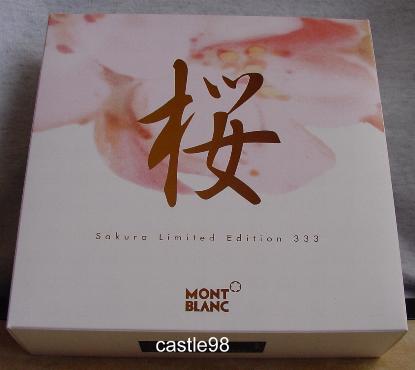 桜
Sakura Limited Edition 333
MONT
BLANC
castle98